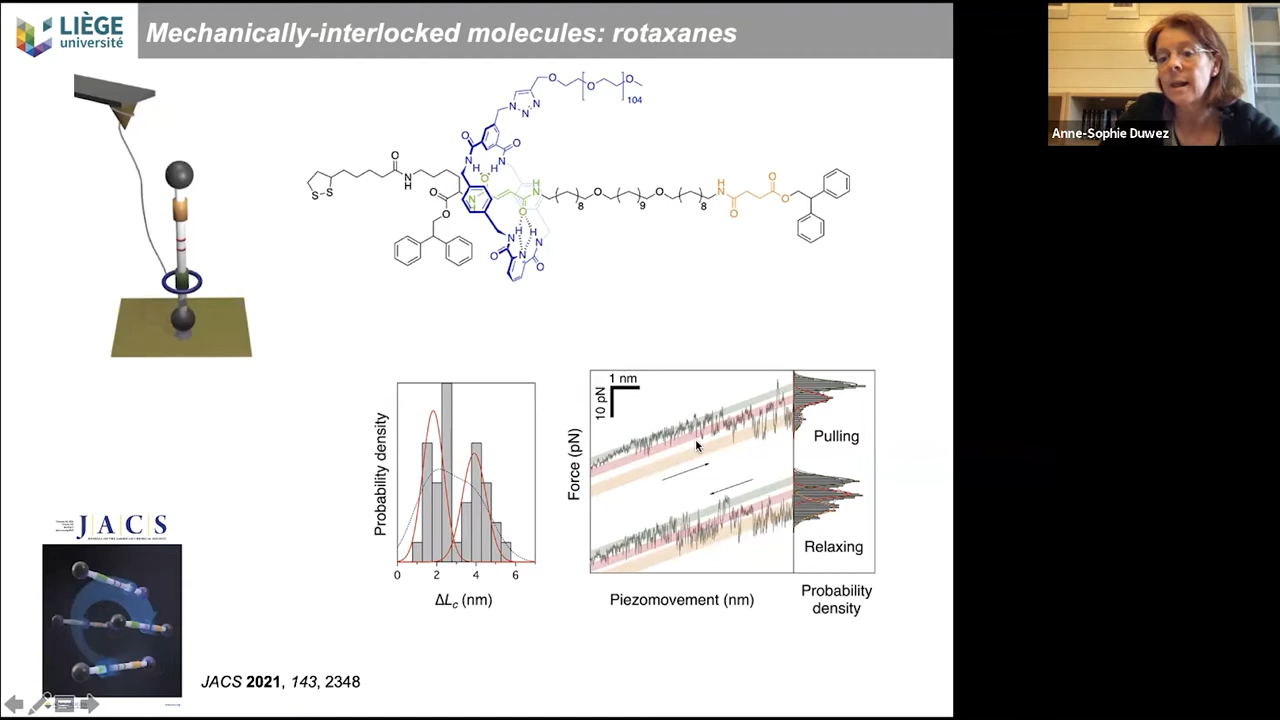 LIÈGE
université
Mechanically-interlocked molecules: rotaxanes
Anne-Sophie Duwez
O
O
O
O
104
N
N
N
O
O
N
H
H
N
O
N
H
S
S
O
O
O
N
H
O
N
8
O
9
O
8
H
N
O
O
O
N
H
H
N
O
N
O
1 nm
10 pN
Force (pN)
Pulling
Relaxing
Piezomovement (nm)
Probability
density
Probability density
0
2
4
6
ΔLc (nm)
JACS
JACS 2021, 143, 2348